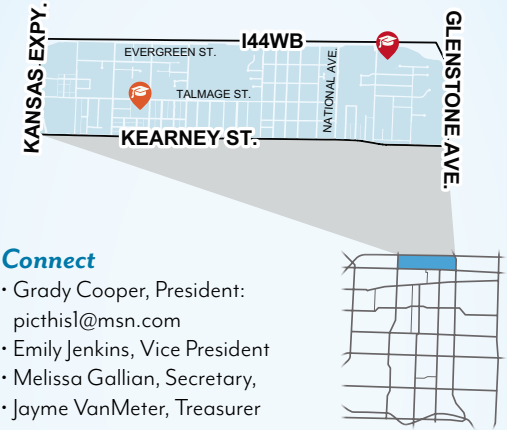 KANSAS EXPY.
I44WB
GLENSTONE AVE.
EVERGREEN ST.
NATIONAL AVE.
TALMAGE ST.
KEARNEY ST.
Connect
• Grady Cooper, President:
picthis1@msn.com
• Emily Jenkins, Vice President
• Melissa Gallian, Secretary,
• Jayme VanMeter, Treasurer